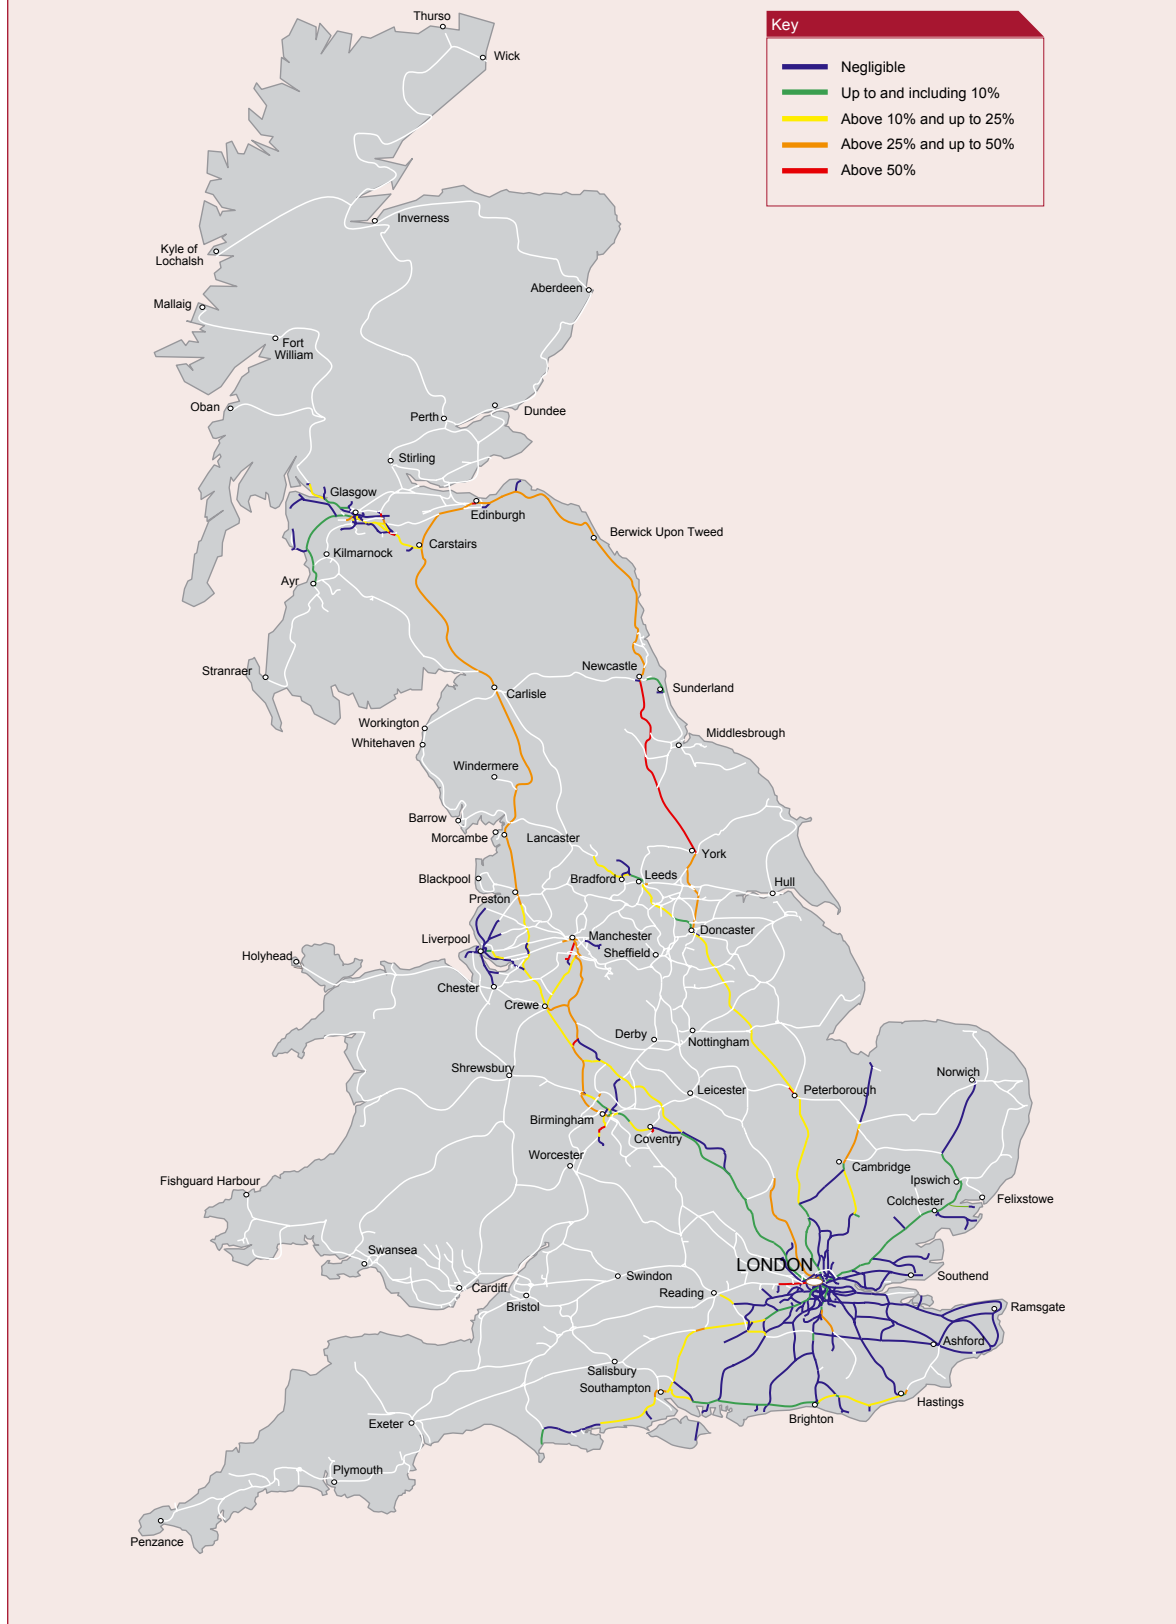 Key
Negligible
Up to and including 10%
Above 10% and up to 25%
Above 25% and up to 50%
Above 50%
Thurso
Wick
Inverness
Kyle of
Lochalsh
Aberdeen
Mallaig
Fort
William
Oban
Perth
Dundee
Stirling
Glasgow
Edinburgh
Berwick Upon Tweed
Carstairs
Kilmarnock
Ayr
Stranraer
Newcastle
Sunderland
Carlisle
Workington
Whitehaven
Middlesbrough
Windermere
Barrow
Morcambe
Lancaster
York
Blackpool
Bradford
Leeds
Hull
Preston
Liverpool
Manchester
Doncaster
Holyhead
Sheffield
Chester
Crewe
Derby
Nottingham
Shrewsbury
Leicester
Peterborough
Norwich
Birmingham
Coventry
Worcester
Cambridge
Ipswich
Fishguard Harbour
Colchester
Felixstowe
Swansea
LONDON
Swindon
Southend
Cardiff
Reading
Bristol
Ramsgate
Ashford
Salisbury
Southampton
Hastings
Exeter
Brighton
Plymouth
Penzance